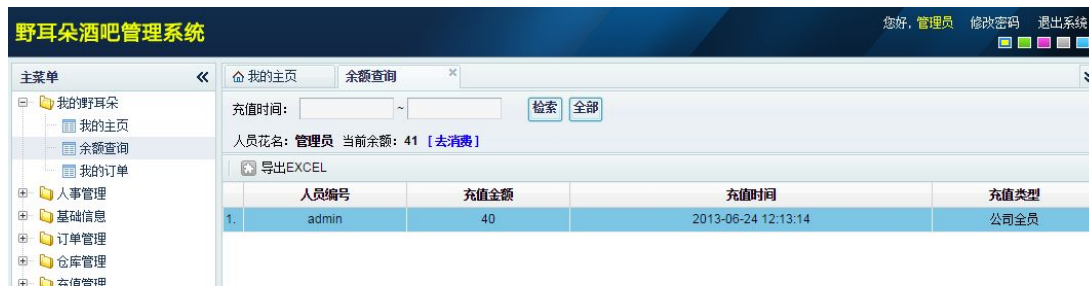 野耳朵酒吧管理系统
您好, 管理员 修改密码 退出系统
主菜单
我的主页 余额查询
我的野耳朵
我的主页
余额查询
我的订单
人事管理
基础信息
订单管理
仓库管理
充值管理
充值时间: ~ 检索 全部
人员花名: 管理员 当前余额: 41 [去消费]
导出EXCEL
人员编号 充值金额 充值时间 充值类型
1. admin 40 2013-06-24 12:13:14 公司全员